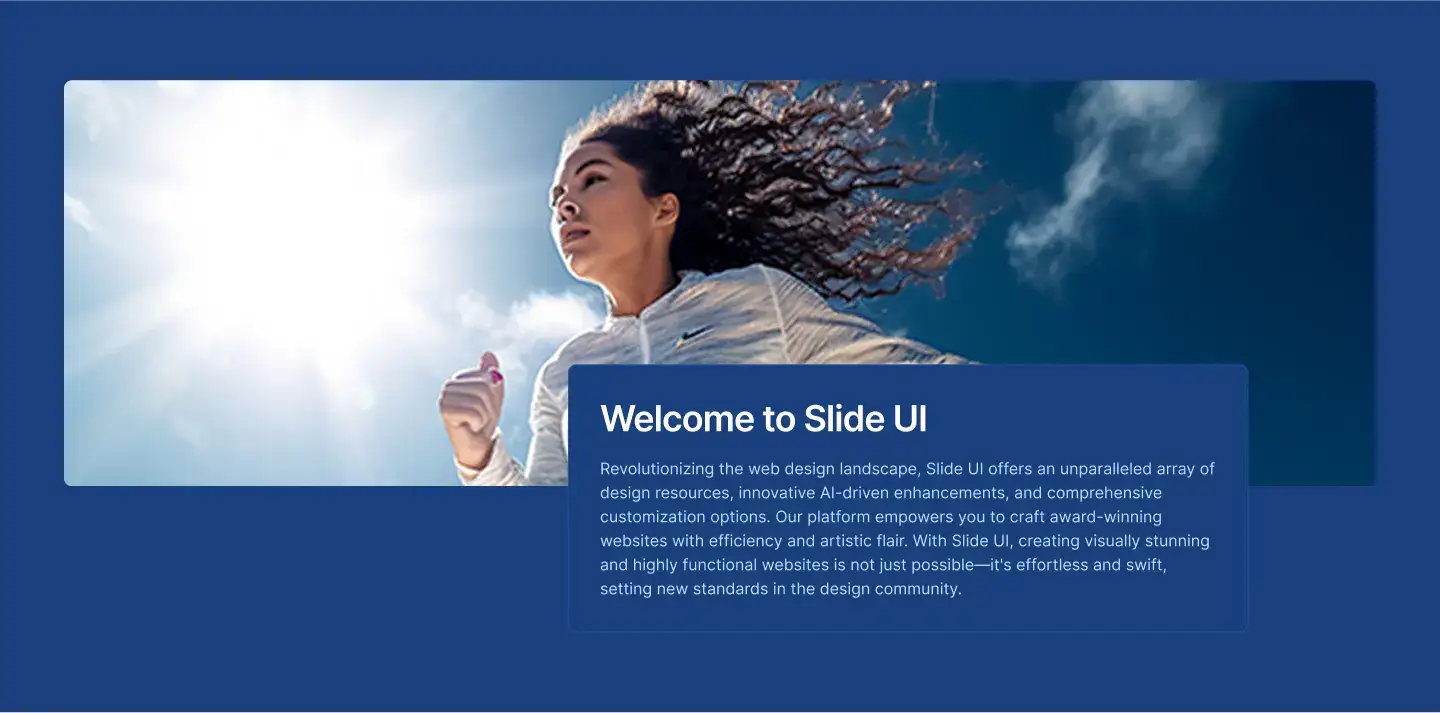 Welcome to Slide UI
Revolutionizing the web design landscape, Slide UI offers an unparalleled array of
design resources, innovative AI-driven enhancements, and comprehensive
customization options. Our platform empowers you to craft award-winning
websites with efficiency and artistic flair. With Slide UI, creating visually stunning
and highly functional websites is not just possible—it's effortless and swift,
setting new standards in the design community.